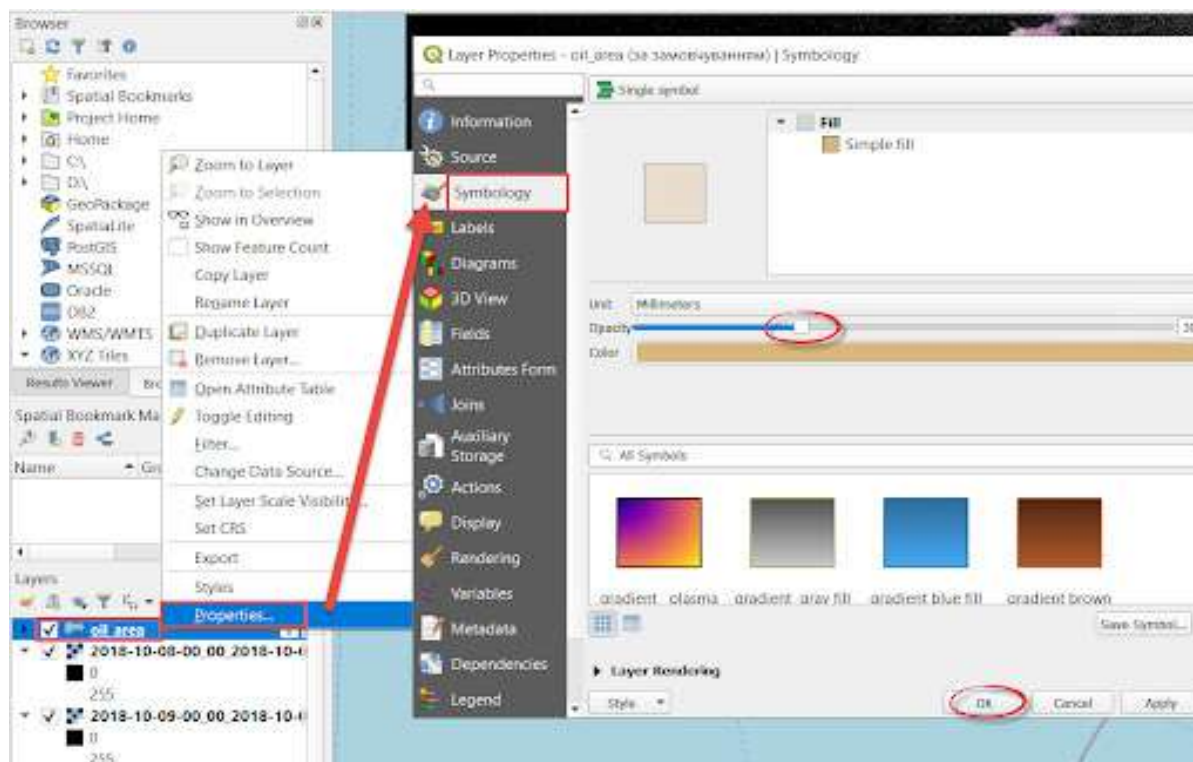 Browser
Favorites
Spatial Bookmarks
Project Home
Home
C:\
D:\
GeoPackage
SpatiaLite
PostGIS
MSSQL
Oracle
DB2
WMS/WMTS
XYZ Tiles
Results Viewer
Spatial Bookmark Ma
Name
Layers
oil_area
2018-10-08-00_00_2018-10-
0
255
2018-10-09-00_00_2018-10-
0
255
Zoom to Layer
Zoom to Selection
Show in Overview
Show Feature Count
Copy Layer
Rename Layer
Duplicate Layer
Remove Layer...
Open Attribute Table
Toggle Editing
Filter...
Change Data Source...
Set Layer Scale Visibility...
Set CRS
Export
Styles
Properties...
Layer Properties - oil_area (за замовчуванням) | Symbology
Information
Source
Symbology
Labels
Diagrams
3D View
Fields
Attributes Form
Joins
Auxiliary
Storage
Actions
Display
Rendering
Variables
Metadata
Dependencies
Legend
Single symbol
Fill
Simple fill
Unit Millimeters
Opacity
Color
All Symbols
gradient plasma gradient gray fill gradient blue fill gradient brown
Save Symbol...
Layer Rendering
Style OK Cancel Apply